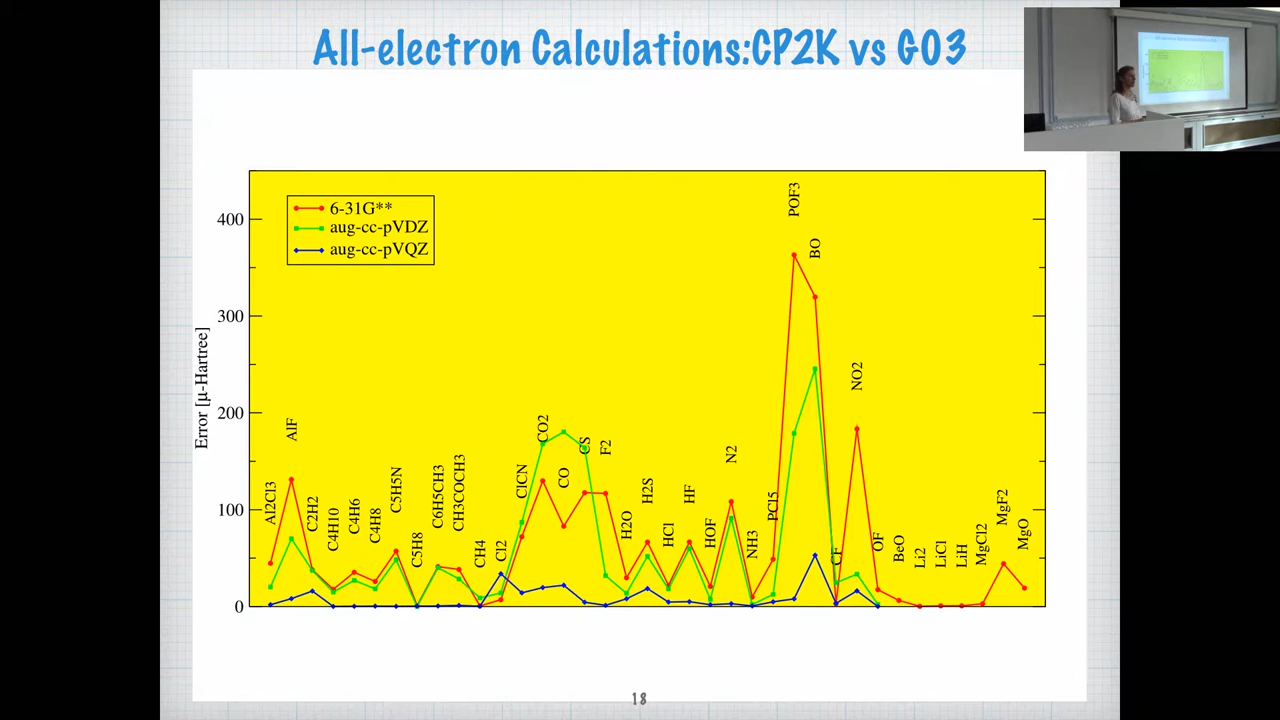 All-electron Calculations:CP2K vs G03
6-31G**
aug-cc-pVDZ
aug-cc-pVQZ
Error [μ-Hartree]
400
300
200
100
0
Al2Cl3
AlF
C2H2
C4H10
C4H6
C4H8
C5H5N
C5H8
C6H5CH3
CH3COCH3
CH4
Cl2
ClCN
CO2
CO
CS
F2
H2O
H2S
HCl
HF
HOF
N2
NH3
PCl5
POF3
BO
CF
NO2
OF
BeO
Li2
LiCl
LiH
MgCl2
MgF2
MgO
18